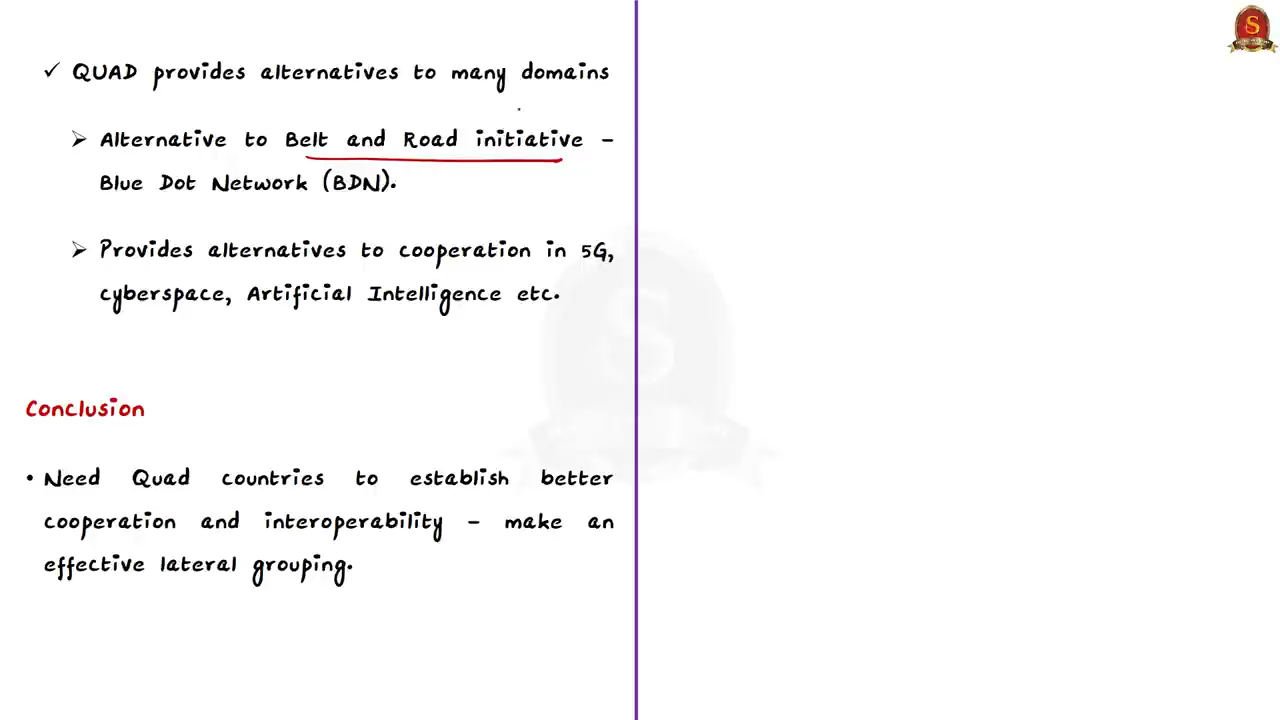 ✓ QUAD provides alternatives to many domains
➢ Alternative to Belt and Road initiative –
Blue Dot Network (BDN).
➢ Provides alternatives to cooperation in 5G,
cyberspace, Artificial Intelligence etc.
Conclusion
• Need Quad countries to establish better
cooperation and interoperability – make an
effective lateral grouping.
S
S